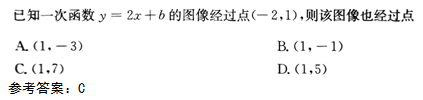 已知一次函数 y = 2x + b 的图像经过点(-2,1),则该图像也经过点
A. (1, -3) B. (1, -1)
C. (1,7) D. (1,5)
参考答案：C